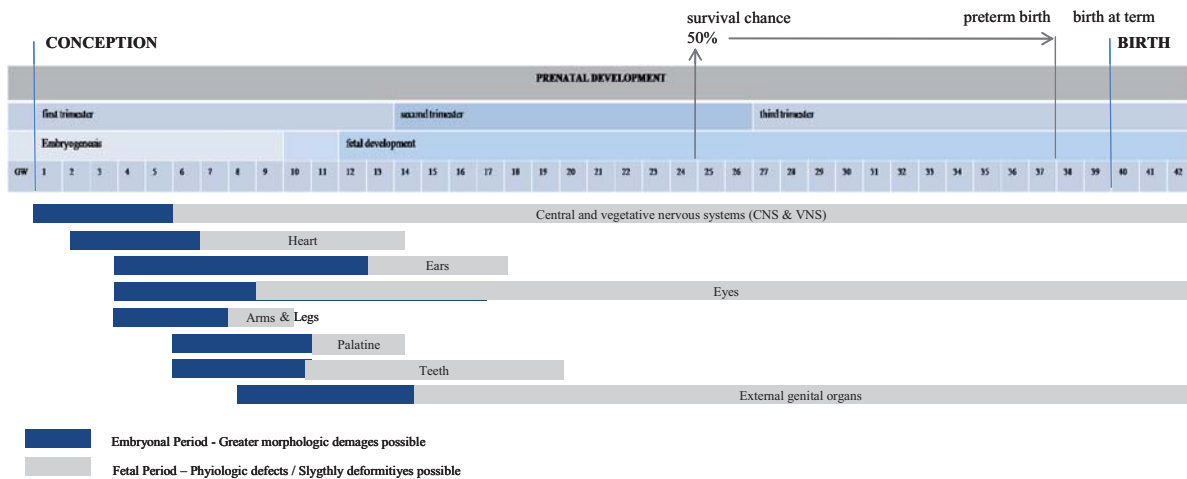 survival chance preterm birth birth at term
CONCEPTION 50% BIRTH
PRENATAL DEVELOPMENT
first trimester second trimester third trimester
Embryogenesis fetal development
GW 1 2 3 4 5 6 7 8 9 10 11 12 13 14 15 16 17 18 19 20 21 22 23 24 25 26 27 28 29 30 31 32 33 34 35 36 37 38 39 40 41 42
Central and vegetative nervous systems (CNS & VNS)
Heart
Ears
Eyes
Arms & Legs
Palatine
Teeth
External genital organs
Embryonal Period - Greater morphologic demages possible
Fetal Period – Phyiologic defects / Slygthly deformitiyes possible